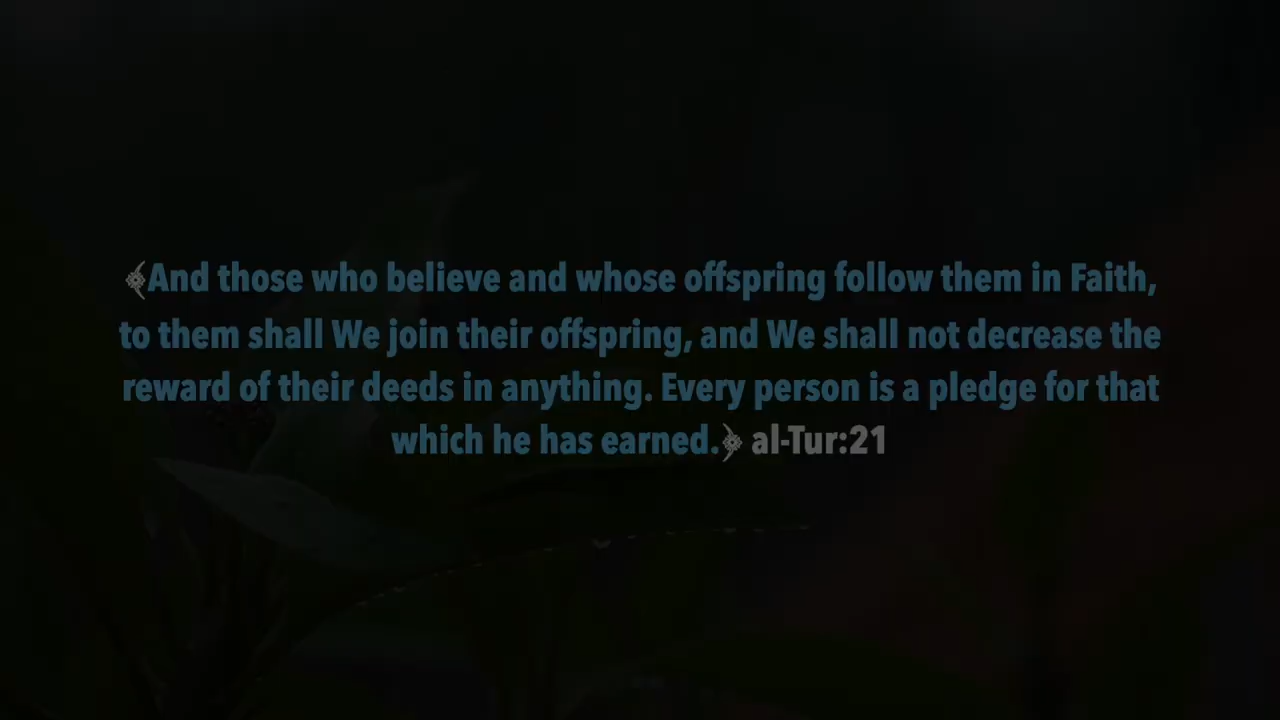 ﴾And those who believe and whose offspring follow them in Faith,
to them shall We join their offspring, and We shall not decrease the
reward of their deeds in anything. Every person is a pledge for that
which he has earned.﴿ al-Tur:21